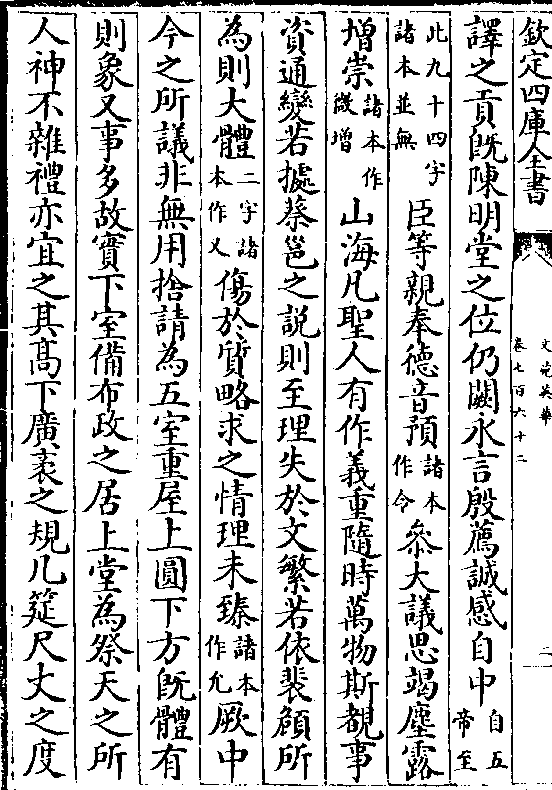 欽定四庫全書
文苑英華
卷七百六十二
二
譯之貢既陳明堂之位仍闕永言殷薦誠感自中自五帝至
此九十四字諸本並無臣等親奉德音預諸本作令叅大議思竭塵露
增崇諸本作微增山海凡聖人有作義重隨時萬物斯覩事
資通變若據蔡邕之說則至理失於文繁若依裴頠所
為則大體二字諸本作又傷於質略求之情理未臻諸本作允厥中
今之所議非無用捨請為五室重屋上圓下方既體有
則象又事多故實下室備布政之居上堂為祭天之所
人神不雜禮亦宜之其髙下廣袤之規几筵尺丈之度